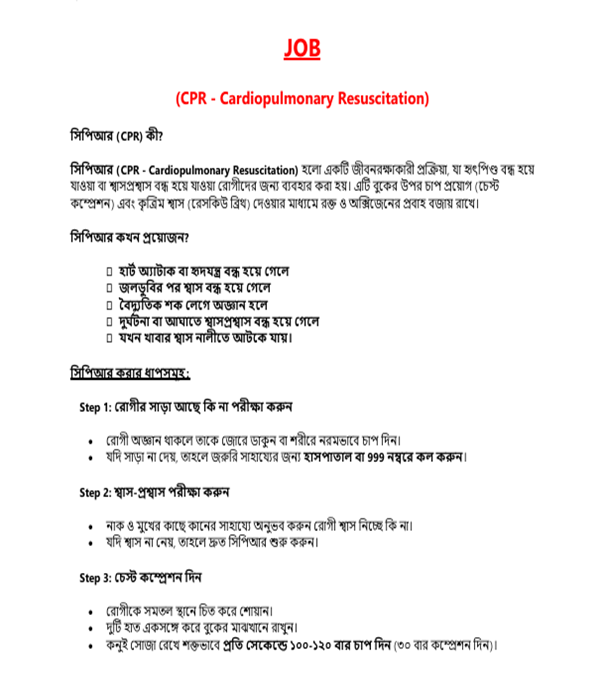 JOB
(CPR - Cardiopulmonary Resuscitation)
সিপিআর (CPR) কী?
সিপিআর (CPR - Cardiopulmonary Resuscitation) হলো একটি জীবনরক্ষাকারী প্রক্রিয়া, যা হৃৎপিণ্ড বন্ধ হয়ে
যাওয়া বা শ্বাসপ্রশ্বাস বন্ধ হয়ে যাওয়া রোগীদের জন্য ব্যবহার করা হয়। এটি বুকের উপর চাপ প্রয়োগ (চেস্ট
কম্প্রেশন) এবং কৃত্রিম শ্বাস (রেসকিউ ব্রিথ) দেওয়ার মাধ্যমে রক্ত ও অক্সিজেনের প্রবাহ বজায় রাখে।
সিপিআর কখন প্রয়োজন?
▯ হার্ট অ্যাটাক বা হৃদযন্ত্র বন্ধ হয়ে গেলে
▯ জলডুবির পর শ্বাস বন্ধ হয়ে গেলে
▯ বৈদ্যুতিক শক লেগে অজ্ঞান হলে
▯ দুর্ঘটনা বা আঘাতে শ্বাসপ্রশ্বাস বন্ধ হয়ে গেলে
▯ যখন খাবার শ্বাস নালীতে আটকে যায়।
সিপিআর করার ধাপসমূহ:
Step 1: রোগীর সাড়া আছে কি না পরীক্ষা করুন
• রোগী অজ্ঞান থাকলে তাকে জোরে ডাকুন বা শরীরে নরমভাবে চাপ দিন।
• যদি সাড়া না দেয়, তাহলে জরুরি সাহায্যের জন্য হাসপাতাল বা 999 নম্বরে কল করুন।
Step 2: শ্বাস-প্রশ্বাস পরীক্ষা করুন
• নাক ও মুখের কাছে কানের সাহায্যে অনুভব করুন রোগী শ্বাস নিচ্ছে কি না।
• যদি শ্বাস না নেয়, তাহলে দ্রুত সিপিআর শুরু করুন।
Step 3: চেস্ট কম্প্রেশন দিন
• রোগীকে সমতল স্থানে চিত করে শোয়ান।
• দুটি হাত একসঙ্গে করে বুকের মাঝখানে রাখুন।
• কনুই সোজা রেখে শক্তভাবে প্রতি সেকেন্ডে ১০০-১২০ বার চাপ দিন (৩০ বার কম্প্রেশন দিন)।